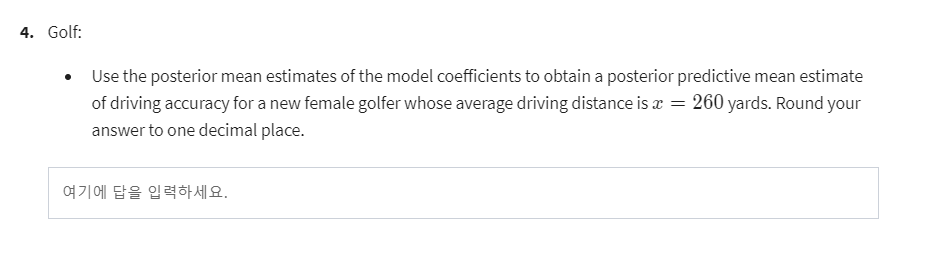 4. Golf:
• Use the posterior mean estimates of the model coefficients to obtain a posterior predictive mean estimate
of driving accuracy for a new female golfer whose average driving distance is x = 260 yards. Round your
answer to one decimal place.
여기에 답을 입력하세요.